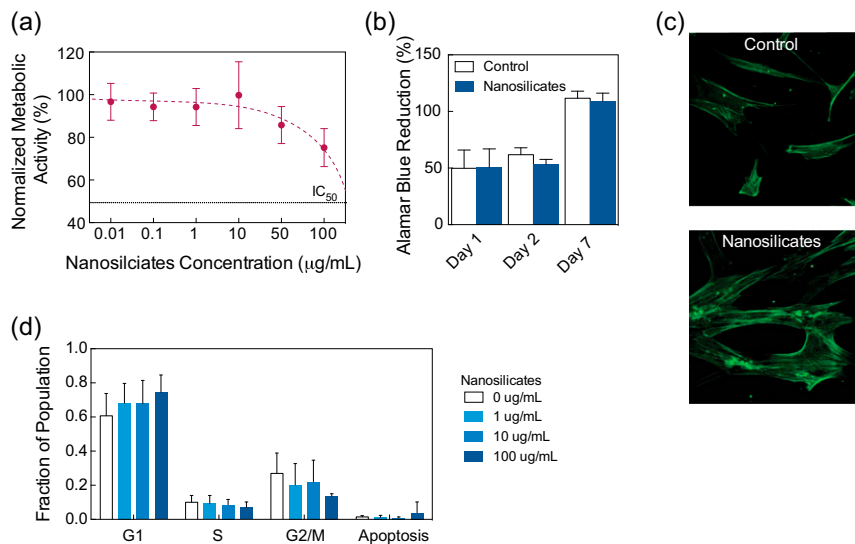 (a)
Normalized Metabolic
Activity (%)
120
100
80
60
40
IC50
0.01 0.1 1 10 50 100
Nanosilciates Concentration (μg/mL)
(b)
Alamar Blue Reduction (%)
150
100
50
0
Control
Nanosilicates
Day 1 Day 2 Day 7
(c)
Control
Nanosilicates
(d)
Fraction of Population
1.0
0.8
0.6
0.4
0.2
0.0
G1 S G2/M Apoptosis
Nanosilicates
0 ug/mL
1 ug/mL
10 ug/mL
100 ug/mL